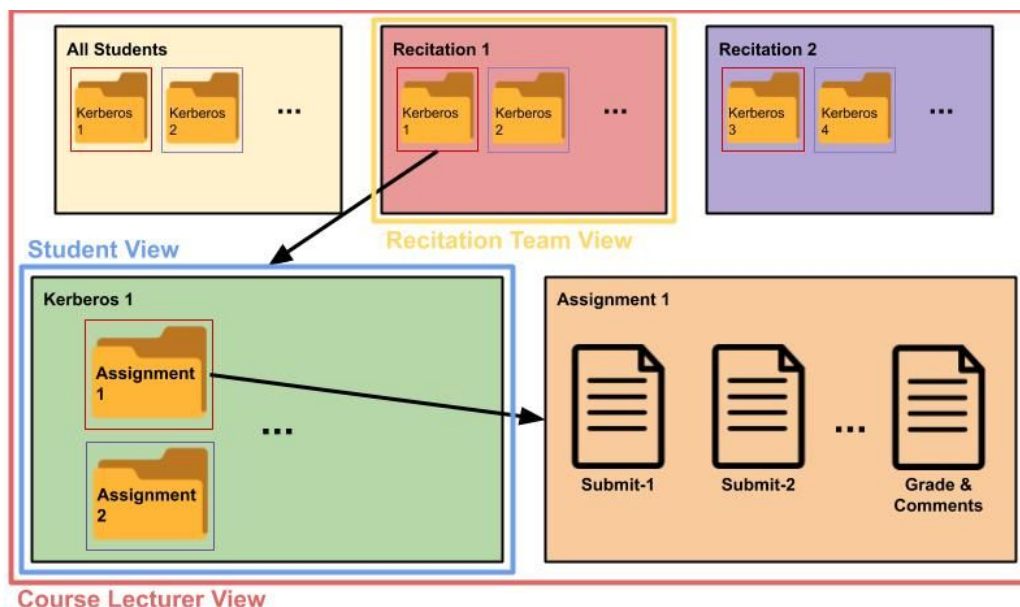 All Students
Kerberos
1
Kerberos
2
...
Recitation 1
Kerberos
1
Kerberos
2
...
Recitation 2
Kerberos
3
Kerberos
4
...
Recitation Team View
Student View
Kerberos 1
Assignment
1
...
Assignment
2
Assignment 1
Submit-1
Submit-2
...
Grade &
Comments
Course Lecturer View